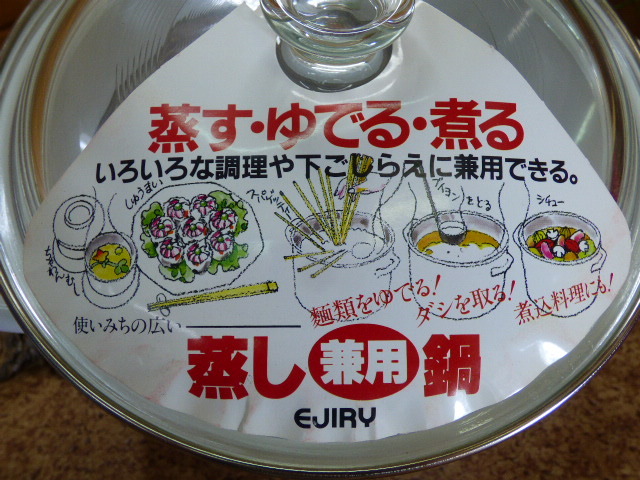 蒸す・ゆでる・煮る
いろいろな調理や下ごしらえに兼用できる。
しゅうまい
スパゲッティ
をとる
シチュー
ちゃわんむし
麺類をゆでる！
ダシを取る！
煮込料理にも！
使いみちの広い
蒸し兼用鍋
EJIRY